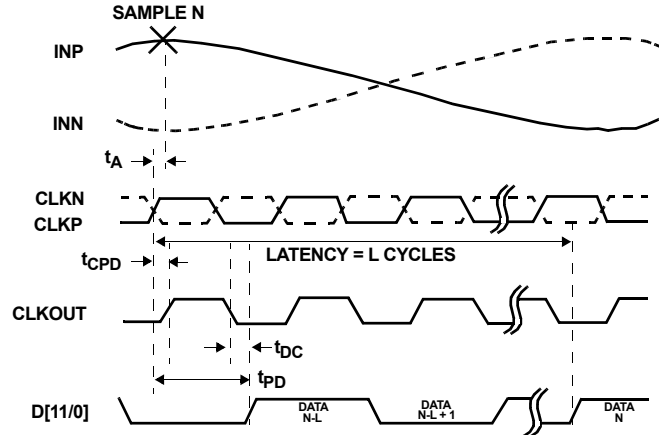 SAMPLE N
INP
INN
tA
CLKN
CLKP
LATENCY = L CYCLES
tCPD
CLKOUT
tDC
tPD
D[11/0]
DATA
N-L
DATA
N-L + 1
DATA
N